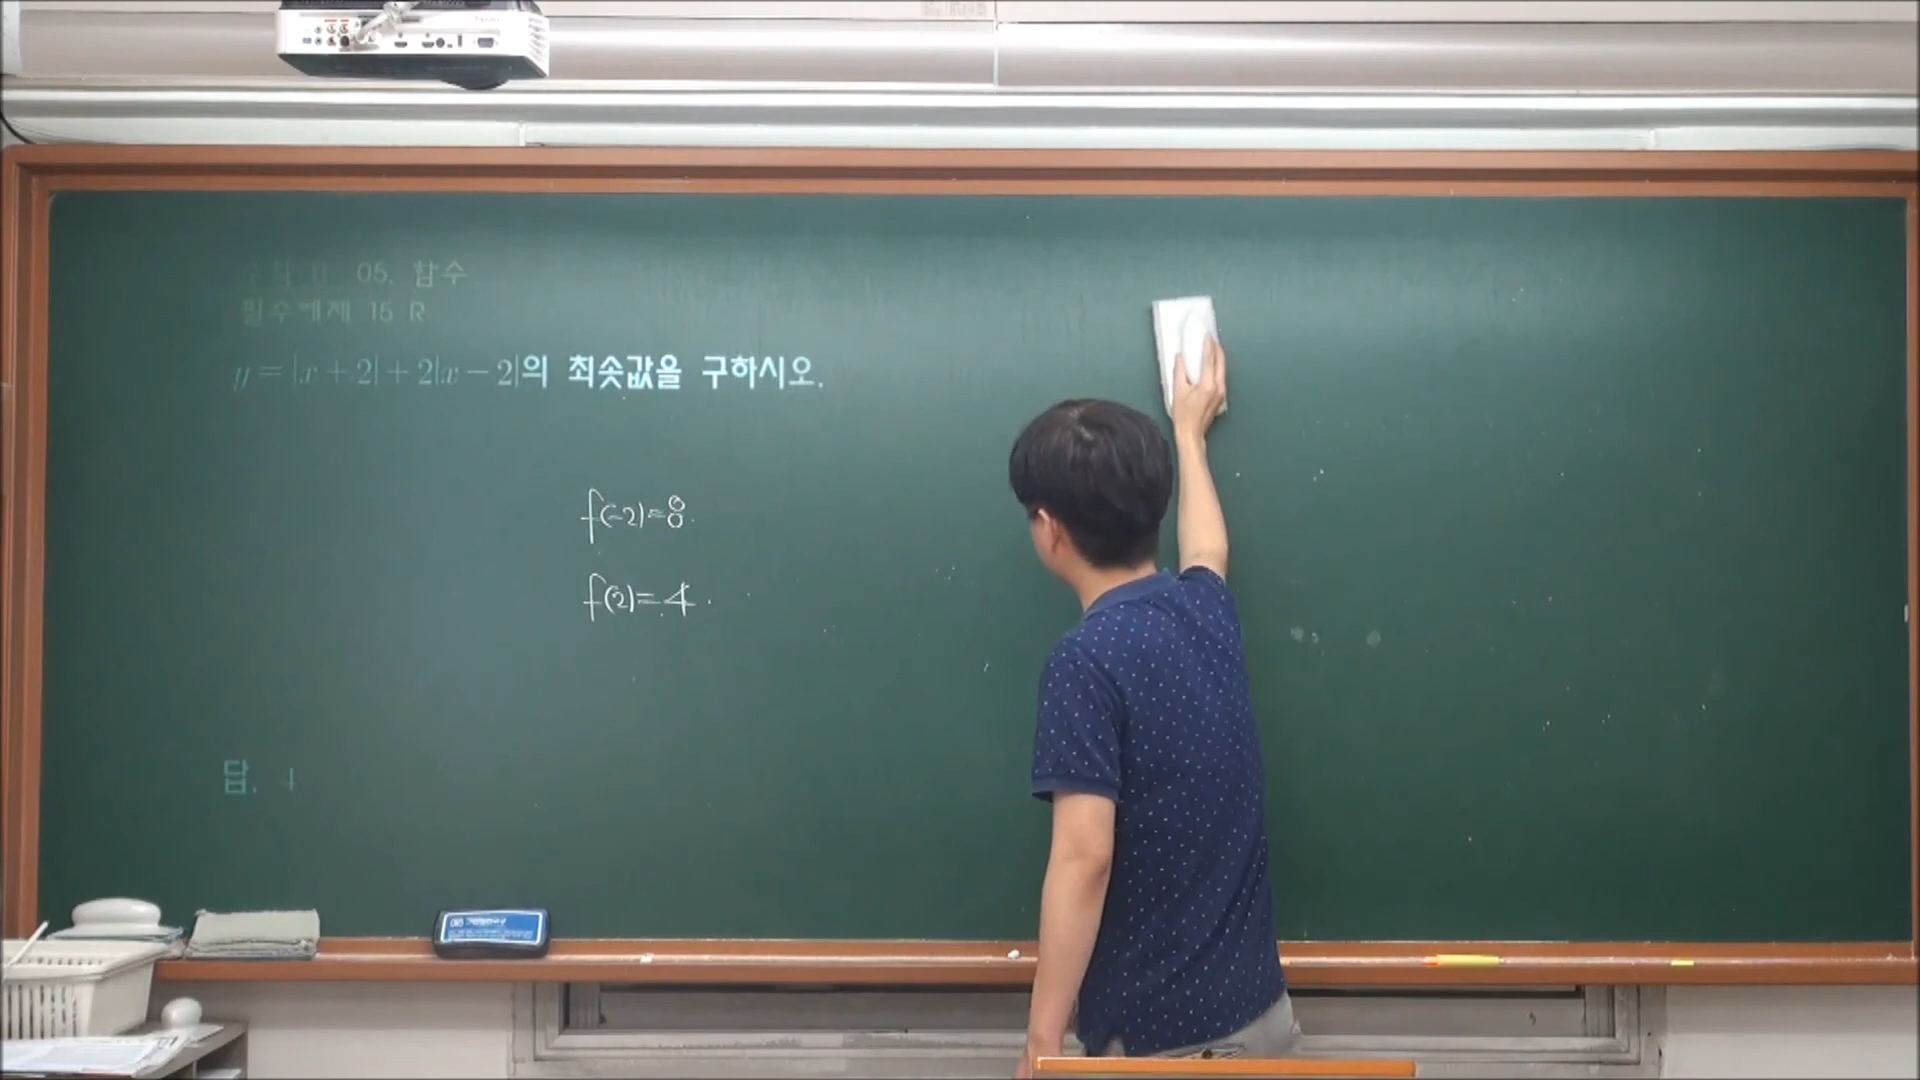 05. 함수
필수예제 15 R
y = |x + 2| + 2|x − 2|의 최솟값을 구하시오.
f(-2)=8.
f(2)=4.
답. 4